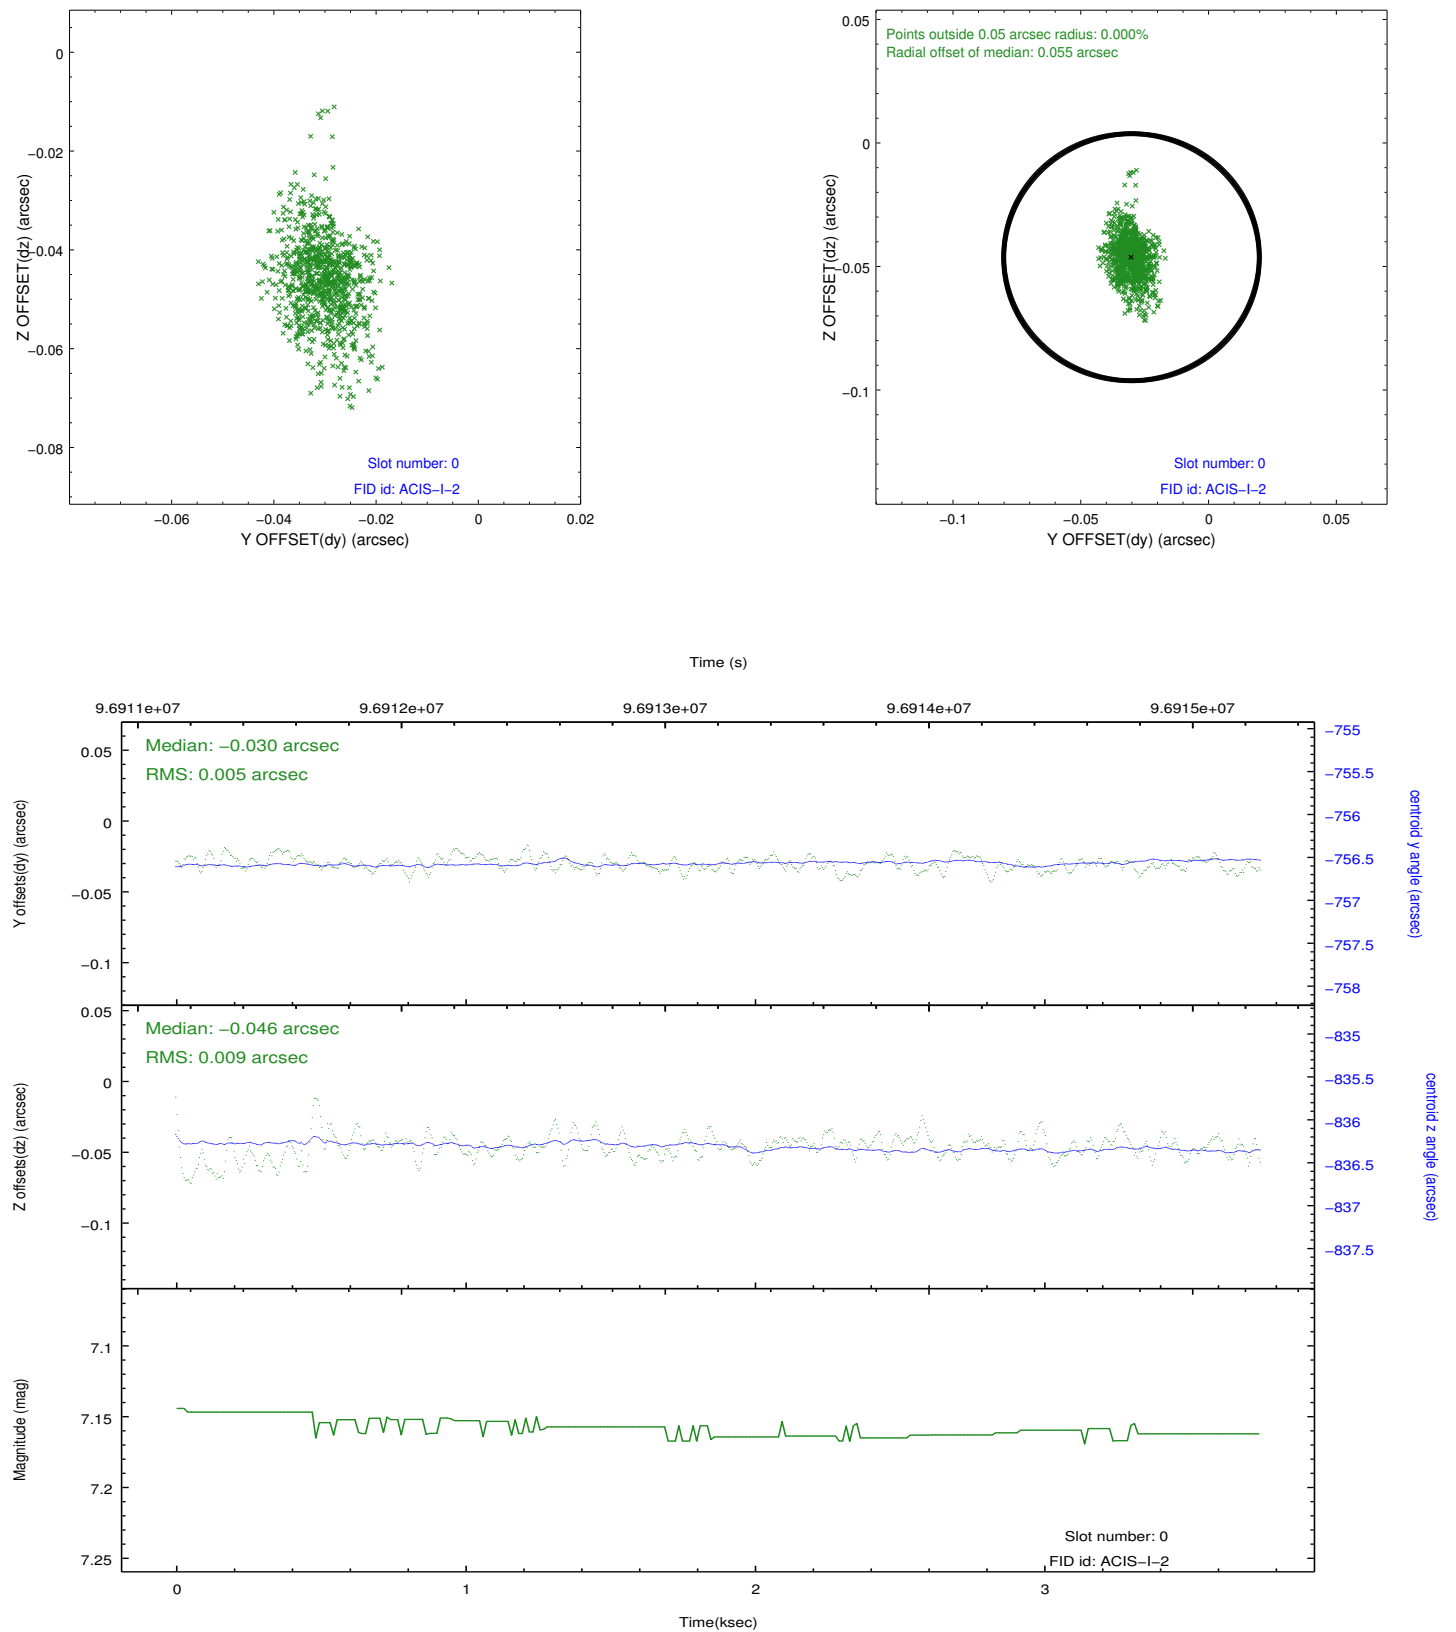 0
−0.02
−0.04
−0.06
−0.08
Z OFFSET(dz) (arcsec)
Slot number: 0
FID id: ACIS−I−2
−0.06
−0.04
−0.02
0
0.02
Y OFFSET(dy) (arcsec)
Points outside 0.05 arcsec radius: 0.000%
Radial offset of median: 0.055 arcsec
0.05
0
−0.05
−0.1
Z OFFSET(dz) (arcsec)
Slot number: 0
FID id: ACIS−I−2
−0.1
−0.05
0
0.05
Y OFFSET(dy) (arcsec)
Time (s)
9.6911e+07
9.6912e+07
9.6913e+07
9.6914e+07
9.6915e+07
Median: −0.030 arcsec
RMS: 0.005 arcsec
0.05
0
−0.05
−0.1
Y offsets(dy) (arcsec)
−755
−755.5
−756
−756.5
−757
−757.5
−758
centroid y angle (arcsec)
Median: −0.046 arcsec
RMS: 0.009 arcsec
0.05
0
−0.05
−0.1
Z offsets(dz) (arcsec)
−835
−835.5
−836
−836.5
−837
−837.5
centroid z angle (arcsec)
7.1
7.15
7.2
7.25
Magnitude (mag)
Slot number: 0
FID id: ACIS−I−2
0
1
2
3
Time(ksec)